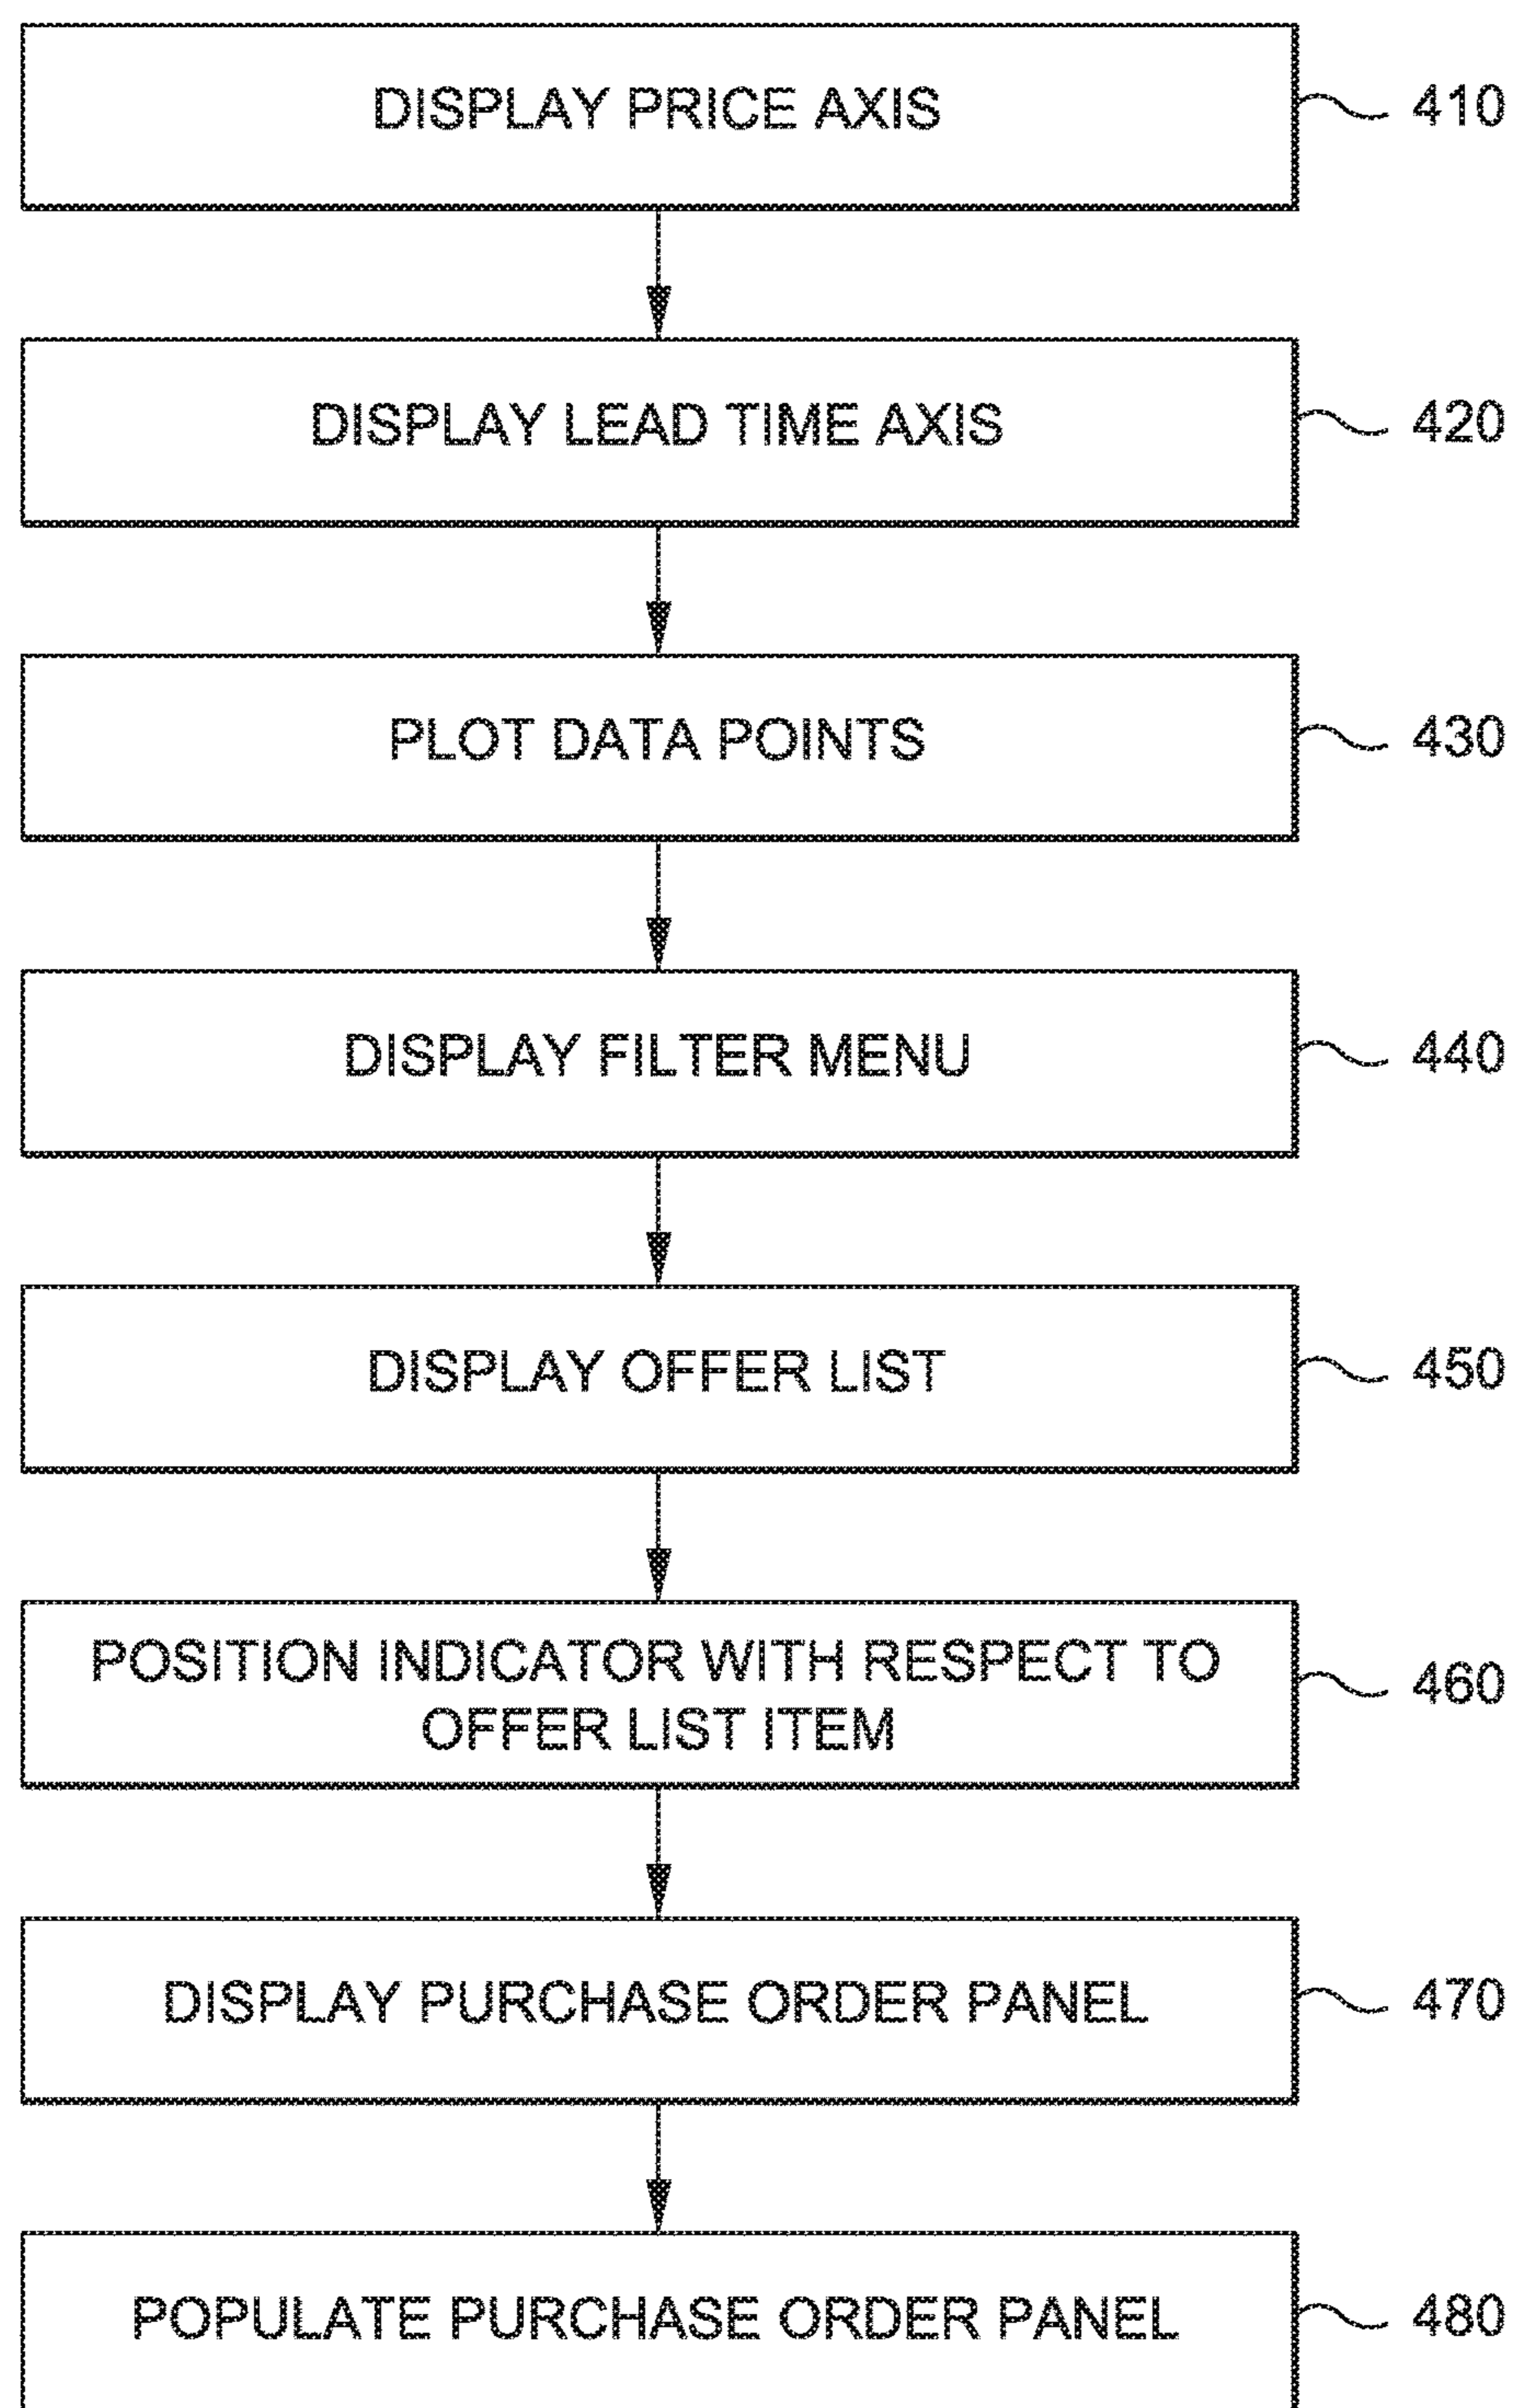 DISPLAY PRICE AXIS
410
DISPLAY LEAD TIME AXIS
420
PLOT DATA POINTS
430
DISPLAY FILTER MENU
440
DISPLAY OFFER LIST
450
POSITION INDICATOR WITH RESPECT TO
OFFER LIST ITEM
460
DISPLAY PURCHASE ORDER PANEL
470
POPULATE PURCHASE ORDER PANEL
480